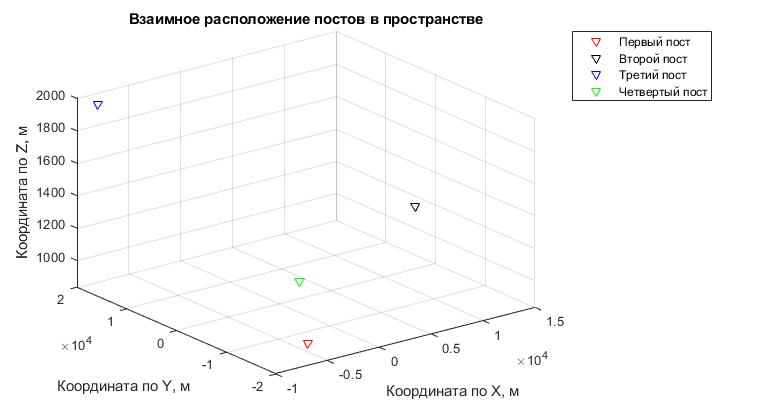 Взаимное расположение постов в пространстве
Первый пост
Второй пост
Третий пост
Четвертый пост
Координата по Z, м
2000
1800
1600
1400
1200
1000
2
1
0
-1
-2
×10⁴
Координата по Y, м
-1
-0.5
0
0.5
1
1.5
×10⁴
Координата по X, м